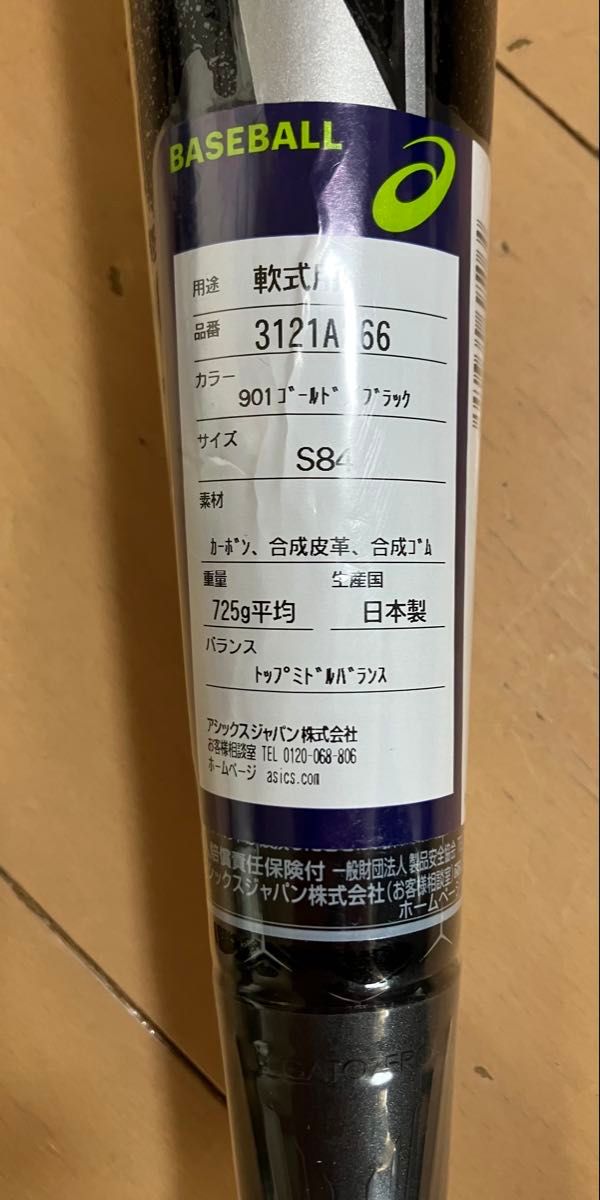 BASEBALL
用途 軟式用
品番 3121A 66
カラー
901ゴールド ブラック
サイズ
S84
素材
カーボン、合成皮革、合成ゴム
重量 生産国
725g平均 日本製
バランス
トップミドルバランス
アシックスジャパン株式会社
お客様相談室 TEL 0120-068-806
ホームページ asics.com
賠償責任保険付 一般財団法人 製品安全協会
シックスジャパン株式会社(お客様相談室)
ホームペー